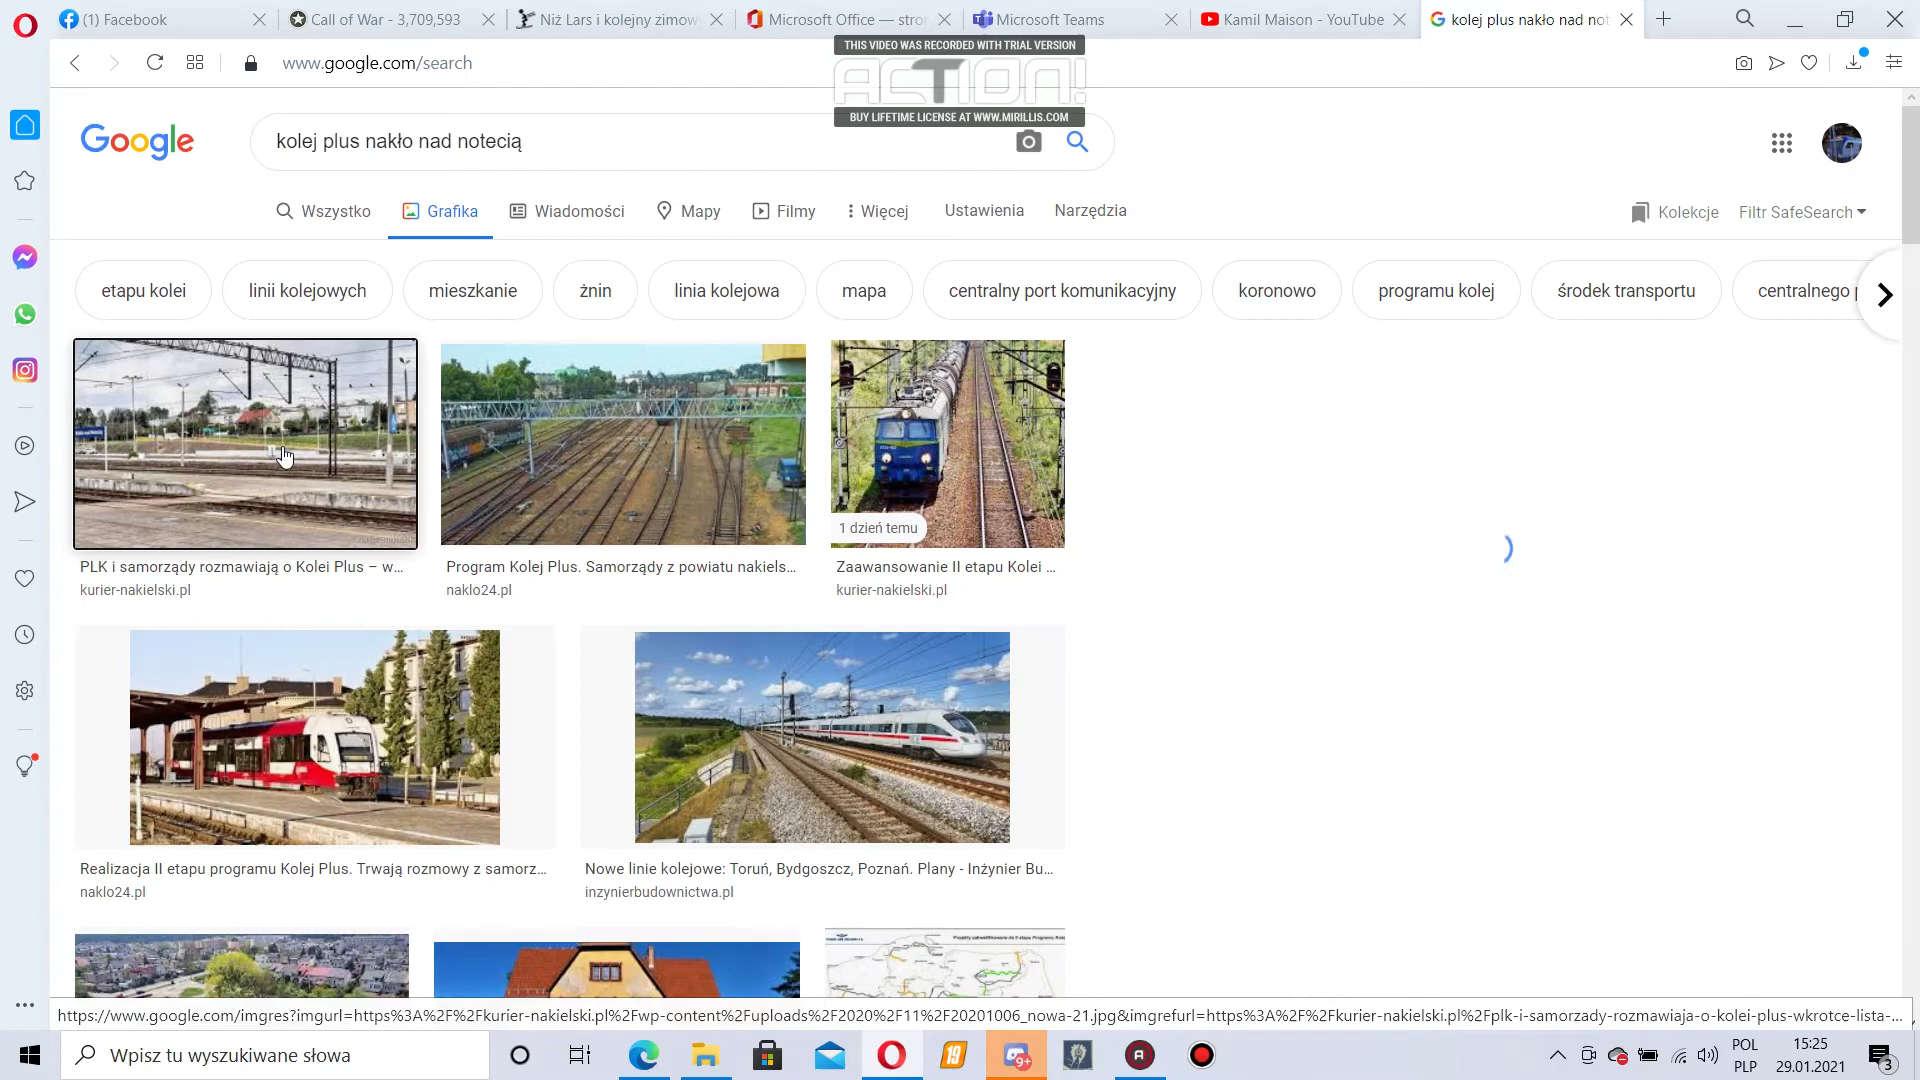 (1) Facebook
Call of War - 3,709,593
Niż Lars i kolejny zimow
Microsoft Office — stror
Microsoft Teams
Kamil Maison - YouTube
kolej plus nakło nad not
www.google.com/search
THIS VIDEO WAS RECORDED WITH TRIAL VERSION
ACTION!
BUY LIFETIME LICENSE AT WWW.MIRILLIS.COM
Google
kolej plus nakło nad notecią
Wszystko
Grafika
Wiadomości
Mapy
Filmy
Więcej
Ustawienia
Narzędzia
Kolekcje
Filtr SafeSearch
etapu kolei
linii kolejowych
mieszkanie
żnin
linia kolejowa
mapa
centralny port komunikacyjny
koronowo
programu kolej
środek transportu
centralnego p
1 dzień temu
PLK i samorządy rozmawiają o Kolei Plus – w...
kurier-nakielski.pl
Program Kolej Plus. Samorządy z powiatu nakiels...
naklo24.pl
Zaawansowanie II etapu Kolei ...
kurier-nakielski.pl
Realizacja II etapu programu Kolej Plus. Trwają rozmowy z samorz...
naklo24.pl
Nowe linie kolejowe: Toruń, Bydgoszcz, Poznań. Plany - Inżynier Bu...
inzynierbudownictwa.pl
https://www.google.com/imgres?imgurl=https%3A%2F%2Fkurier-nakielski.pl%2Fwp-content%2Fuploads%2F2020%2F11%2F20201006_nowa-21.jpg&imgrefurl=https%3A%2F%2Fkurier-nakielski.pl%2Fplk-i-samorzady-rozmawiaja-o-kolei-plus-wkrotce-lista-...
Wpisz tu wyszukiwane słowa
19
9+
POL
PLP
15:25
29.01.2021
3